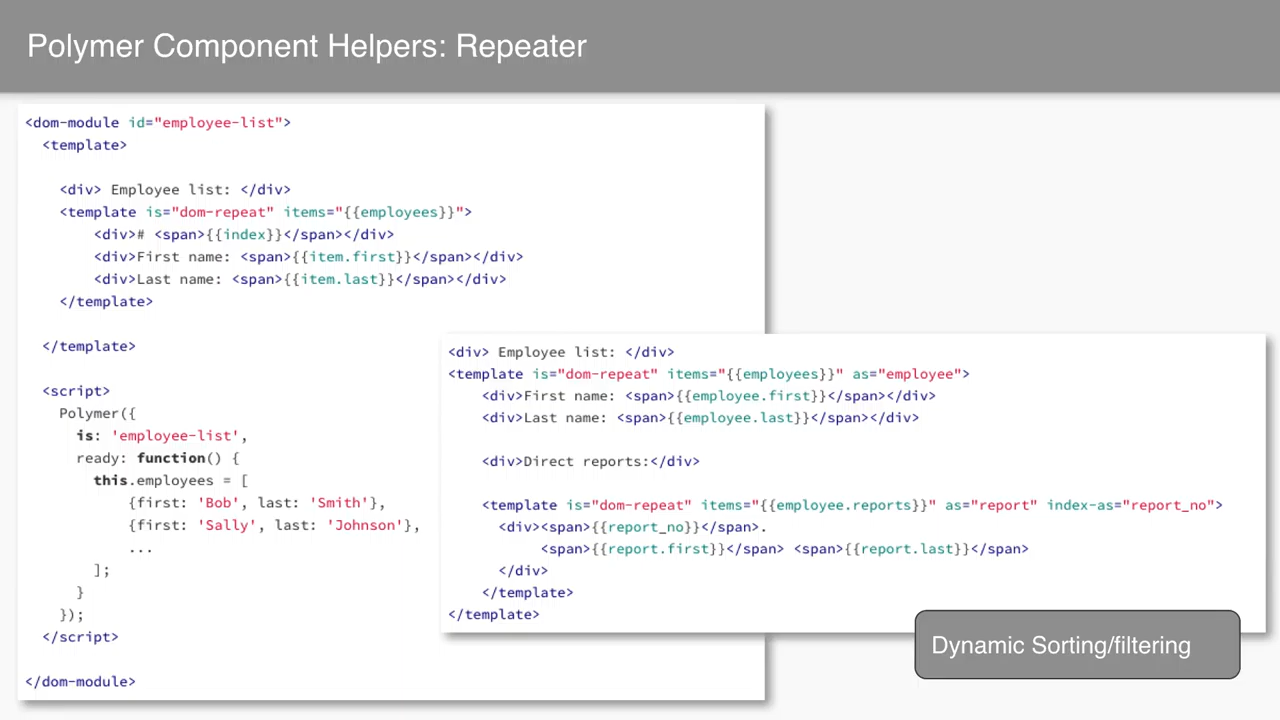 Polymer Component Helpers: Repeater
<dom-module id="employee-list">
<template>
<div> Employee list: </div>
<template is="dom-repeat" items="{{employees}}">
<div># <span>{{index}}</span></div>
<div>First name: <span>{{item.first}}</span></div>
<div>Last name: <span>{{item.last}}</span></div>
</template>
</template>
<script>
Polymer({
is: 'employee-list',
ready: function() {
this.employees = [
{first: 'Bob', last: 'Smith'},
{first: 'Sally', last: 'Johnson'},
...
];
}
});
</script>
</dom-module>
<div> Employee list: </div>
<template is="dom-repeat" items="{{employees}}" as="employee">
<div>First name: <span>{{employee.first}}</span></div>
<div>Last name: <span>{{employee.last}}</span></div>
<div>Direct reports:</div>
<template is="dom-repeat" items="{{employee.reports}}" as="report" index-as="report_no">
<div><span>{{report_no}}</span>.
<span>{{report.first}}</span> <span>{{report.last}}</span>
</div>
</template>
</template>
Dynamic Sorting/filtering